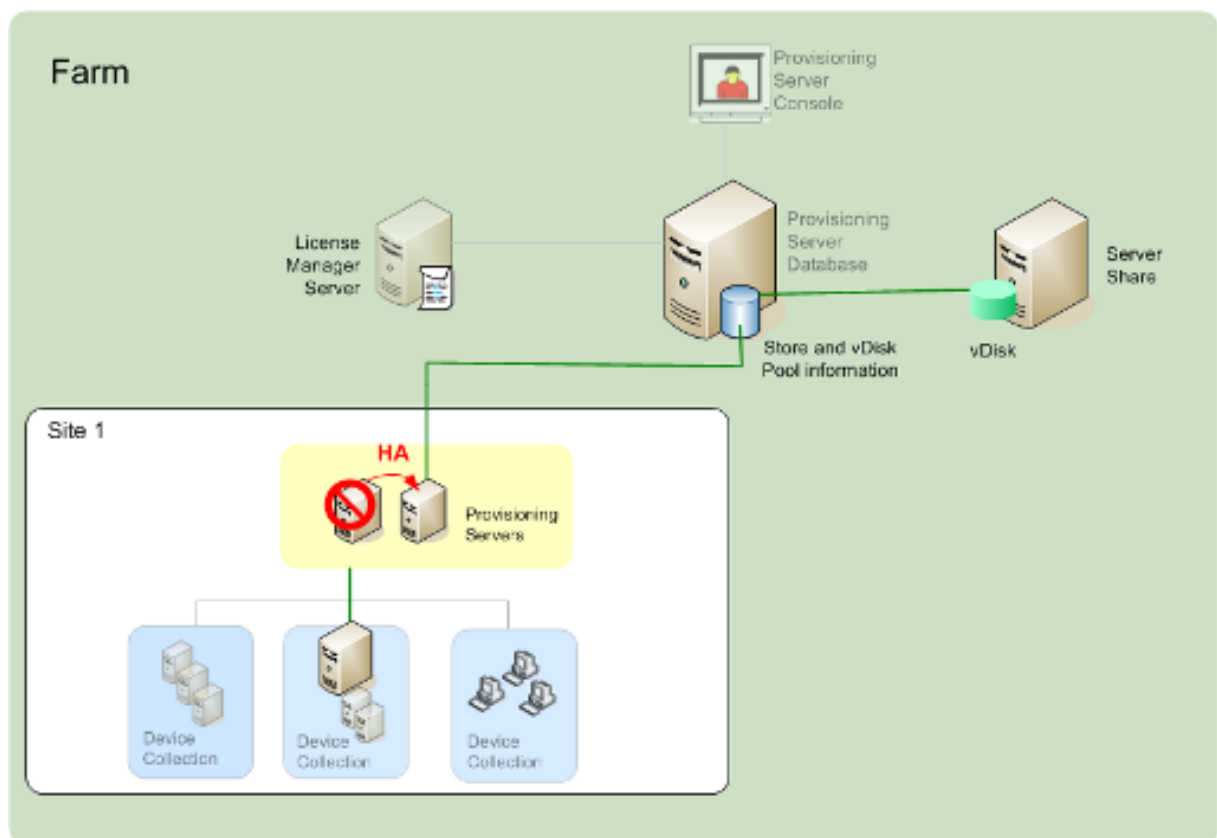 Farm
Provisioning
Server
Console
License
Manager
Server
Provisioning
Server
Database
Server
Share
Store and vDisk
Pool information
vDisk
Site 1
HA
Provisioning
Servers
Device
Collection
Device
Collection
Device
Collection